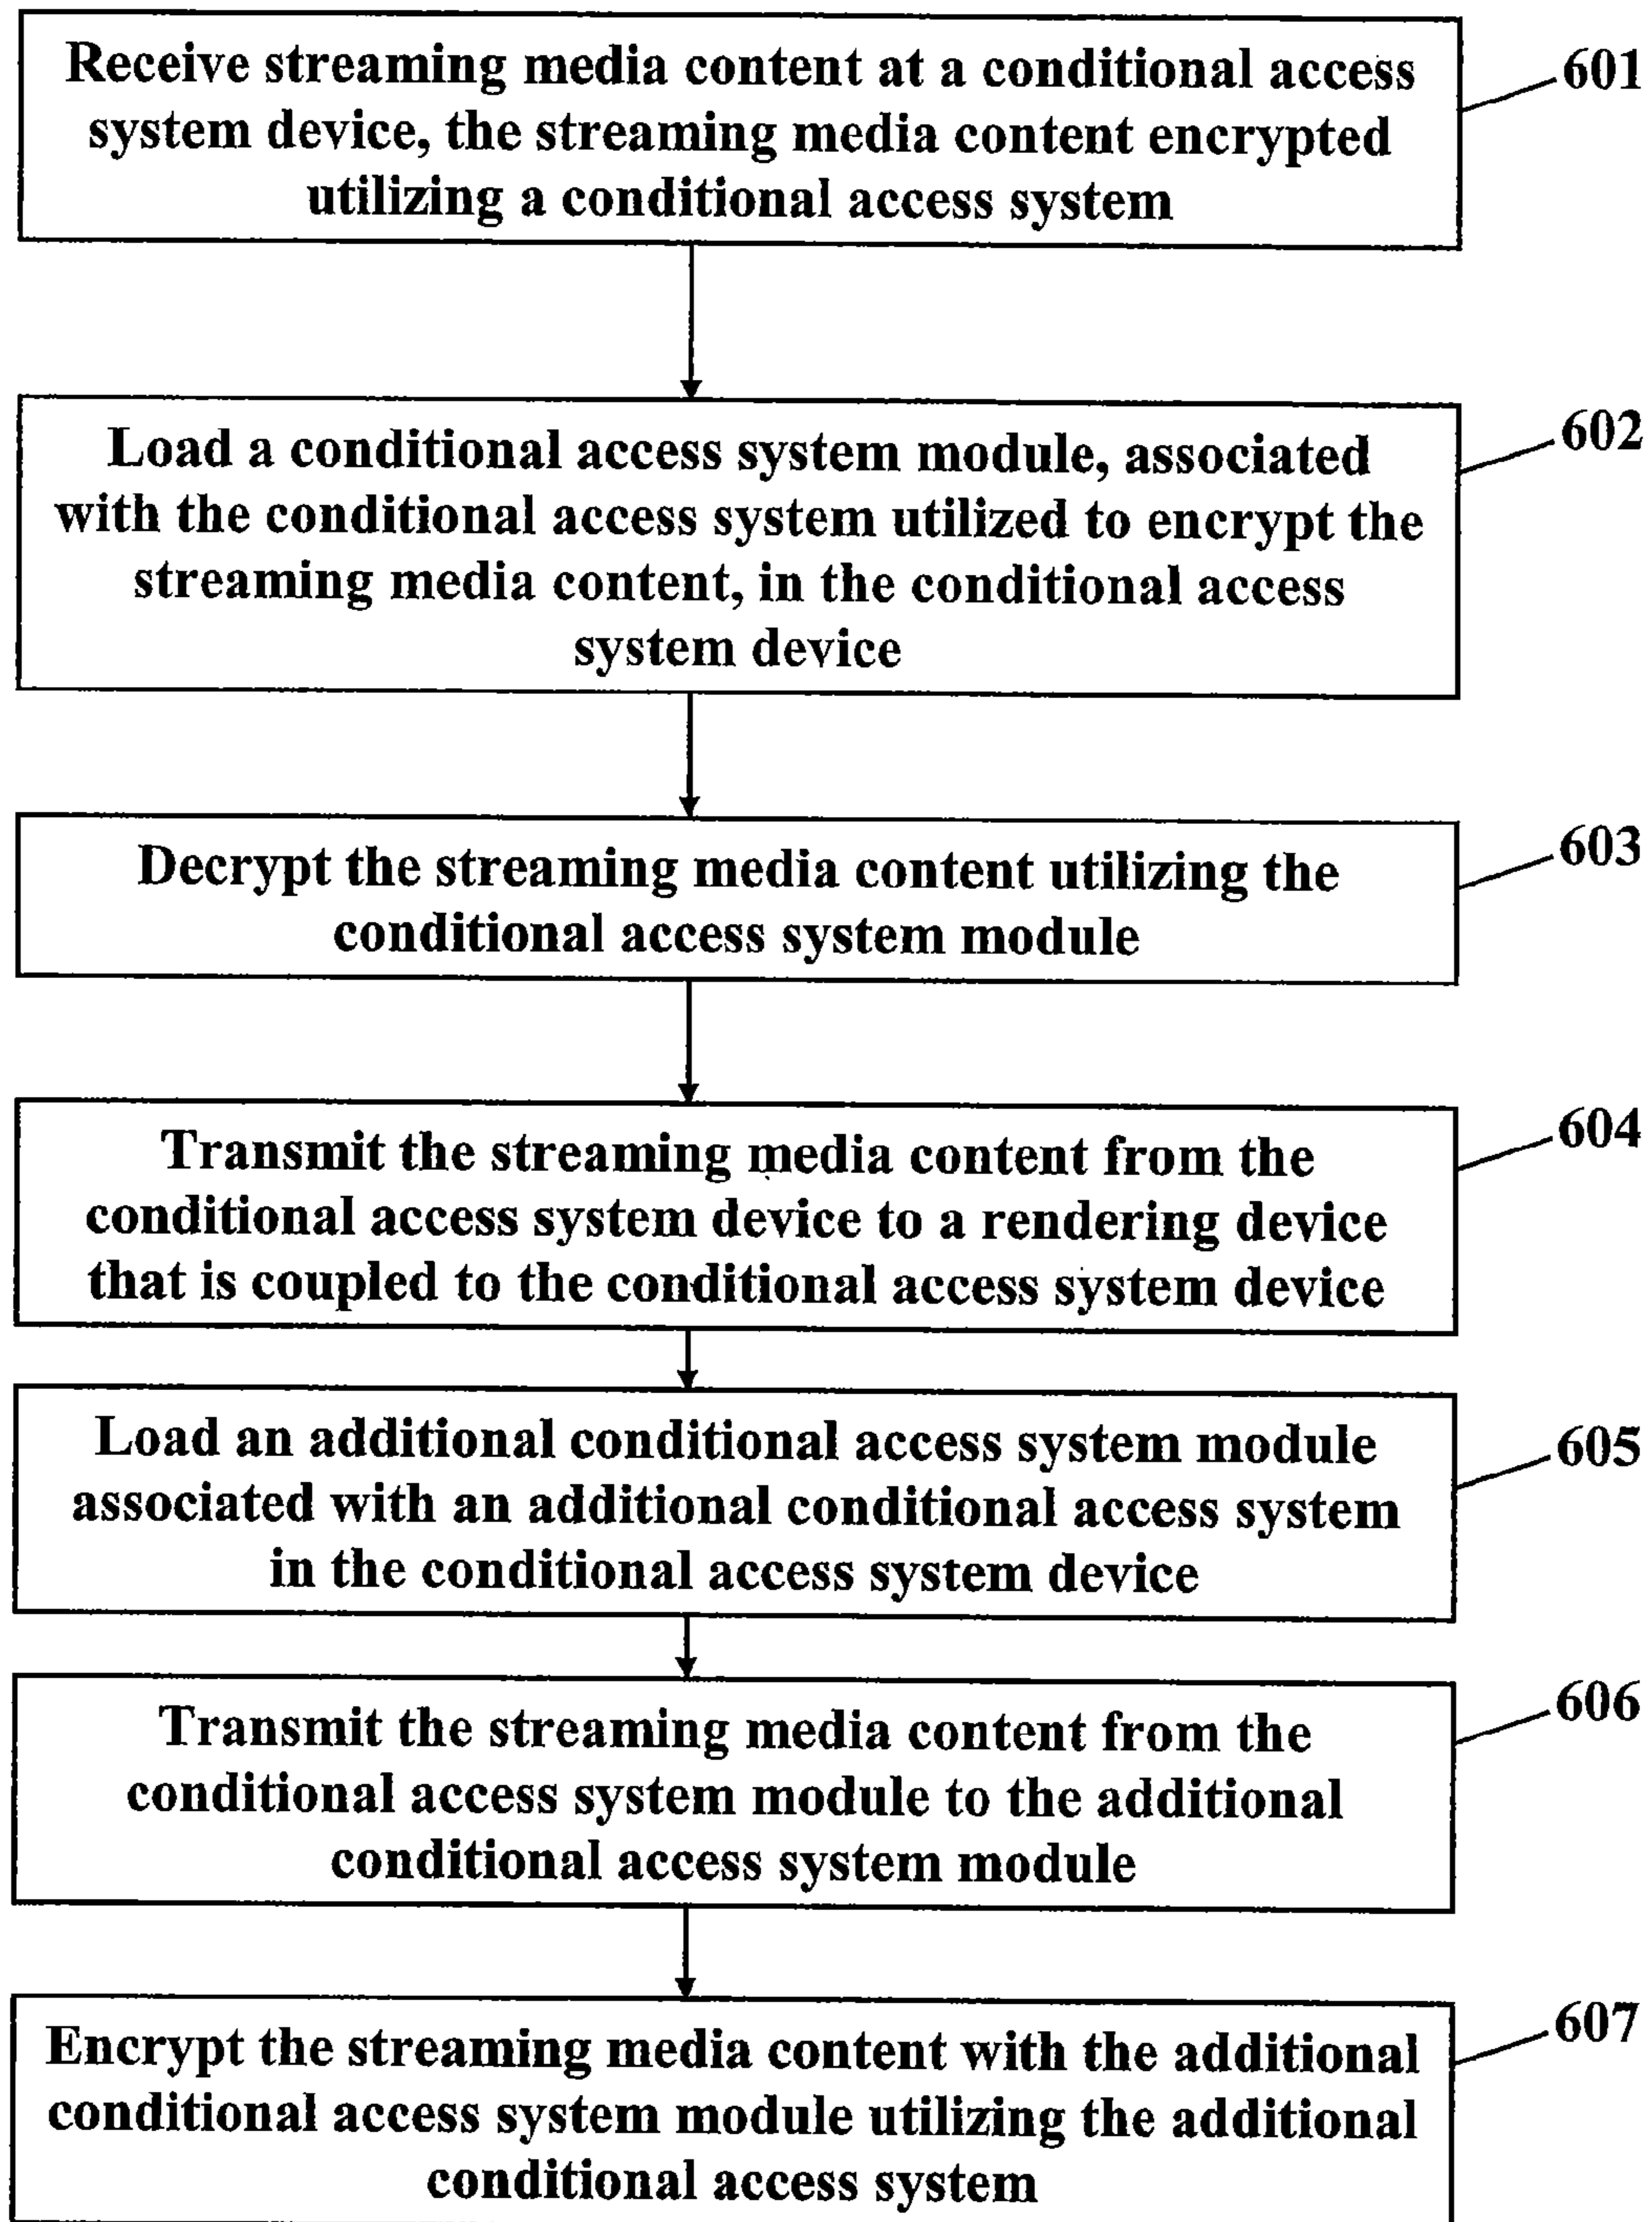 Receive streaming media content at a conditional access
system device, the streaming media content encrypted
utilizing a conditional access system
601
Load a conditional access system module, associated
with the conditional access system utilized to encrypt the
streaming media content, in the conditional access
system device
602
Decrypt the streaming media content utilizing the
conditional access system module
603
Transmit the streaming media content from the
conditional access system device to a rendering device
that is coupled to the conditional access system device
604
Load an additional conditional access system module
associated with an additional conditional access system
in the conditional access system device
605
Transmit the streaming media content from the
conditional access system module to the additional
conditional access system module
606
Encrypt the streaming media content with the additional
conditional access system module utilizing the additional
conditional access system
607